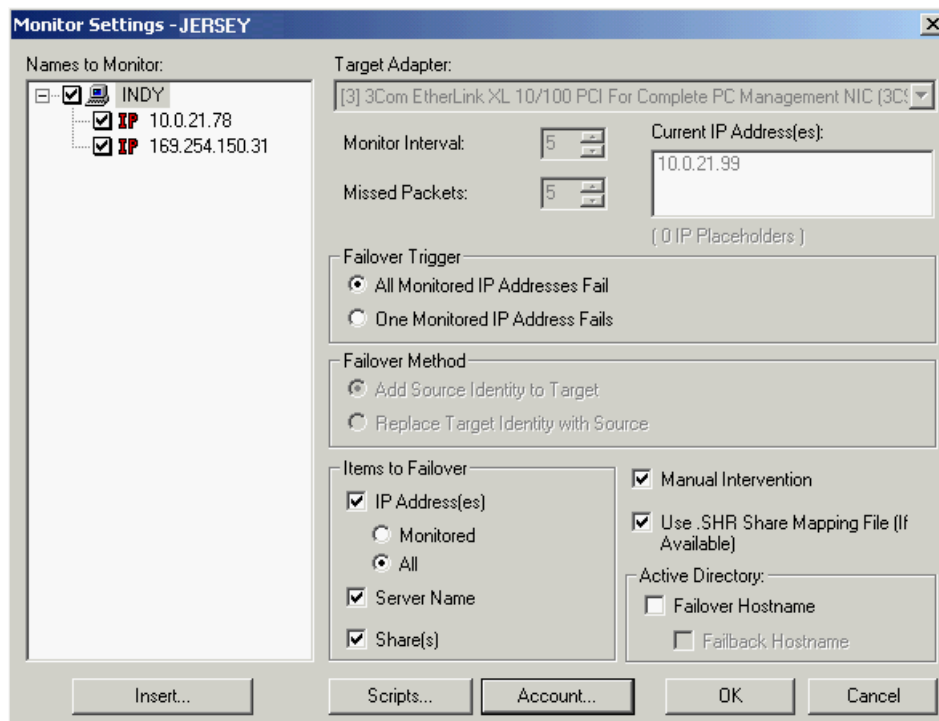 Monitor Settings -JERSEY
Names to Monitor:
INDY
IP 10.0.21.78
IP 169.254.150.31
Target Adapter:
[3] 3Com EtherLink XL 10/100 PCI For Complete PC Management NIC (3C
Monitor Interval:
5
Missed Packets:
5
Current IP Address(es):
10.0.21.99
( 0 IP Placeholders )
Failover Trigger
All Monitored IP Addresses Fail
One Monitored IP Address Fails
Failover Method
Add Source Identity to Target
Replace Target Identity with Source
Items to Failover
IP Address(es)
Monitored
All
Server Name
Share(s)
Manual Intervention
Use .SHR Share Mapping File (If
Available)
Active Directory:
Failover Hostname
Failback Hostname
Insert...
Scripts...
Account...
OK
Cancel